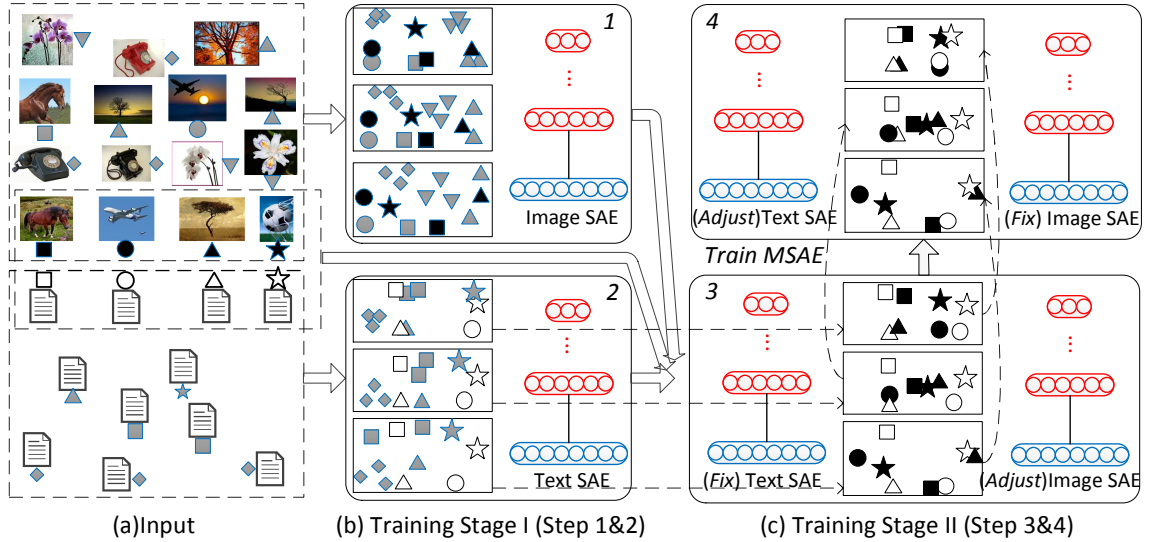 1
Image SAE
2
Text SAE
4
(Adjust)Text SAE
(Fix) Image SAE
Train MSAE
3
(Fix) Text SAE
(Adjust)Image SAE
(a)Input
(b) Training Stage I (Step 1&2)
(c) Training Stage II (Step 3&4)